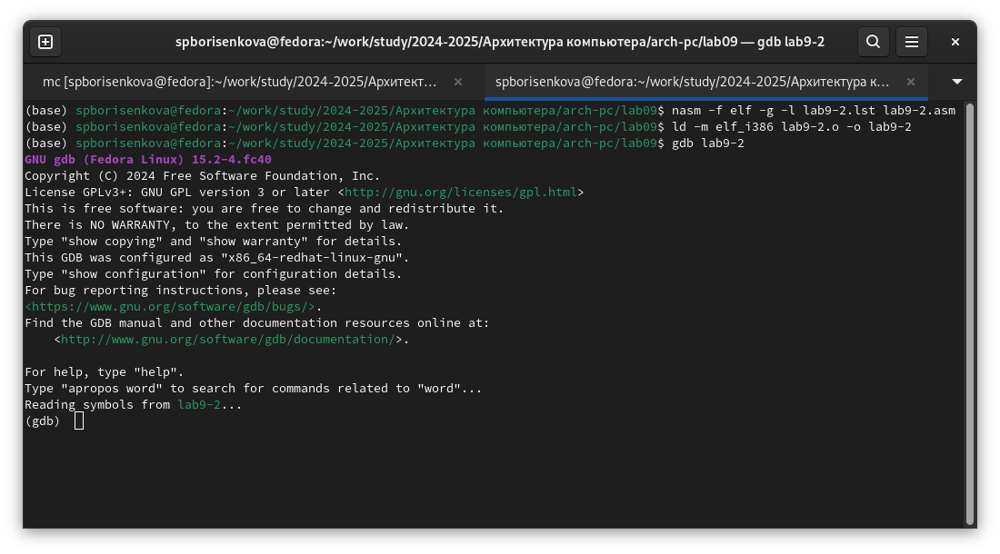 spborisenkova@fedora:~/work/study/2024-2025/Архитектура компьютера/arch-pc/lab09 — gdb lab9-2
mc [spborisenkova@fedora]:~/work/study/2024-2025/Архитект...
spborisenkova@fedora:~/work/study/2024-2025/Архитектура к...
(base) spborisenkova@fedora:~/work/study/2024-2025/Архитектура компьютера/arch-pc/lab09$ nasm -f elf -g -l lab9-2.lst lab9-2.asm
(base) spborisenkova@fedora:~/work/study/2024-2025/Архитектура компьютера/arch-pc/lab09$ ld -m elf_i386 lab9-2.o -o lab9-2
(base) spborisenkova@fedora:~/work/study/2024-2025/Архитектура компьютера/arch-pc/lab09$ gdb lab9-2
GNU gdb (Fedora Linux) 15.2-4.fc40
Copyright (C) 2024 Free Software Foundation, Inc.
License GPLv3+: GNU GPL version 3 or later <http://gnu.org/licenses/gpl.html>
This is free software: you are free to change and redistribute it.
There is NO WARRANTY, to the extent permitted by law.
Type "show copying" and "show warranty" for details.
This GDB was configured as "x86_64-redhat-linux-gnu".
Type "show configuration" for configuration details.
For bug reporting instructions, please see:
<https://www.gnu.org/software/gdb/bugs/>.
Find the GDB manual and other documentation resources online at:
    <http://www.gnu.org/software/gdb/documentation/>.

For help, type "help".
Type "apropos word" to search for commands related to "word"...
Reading symbols from lab9-2...
(gdb)